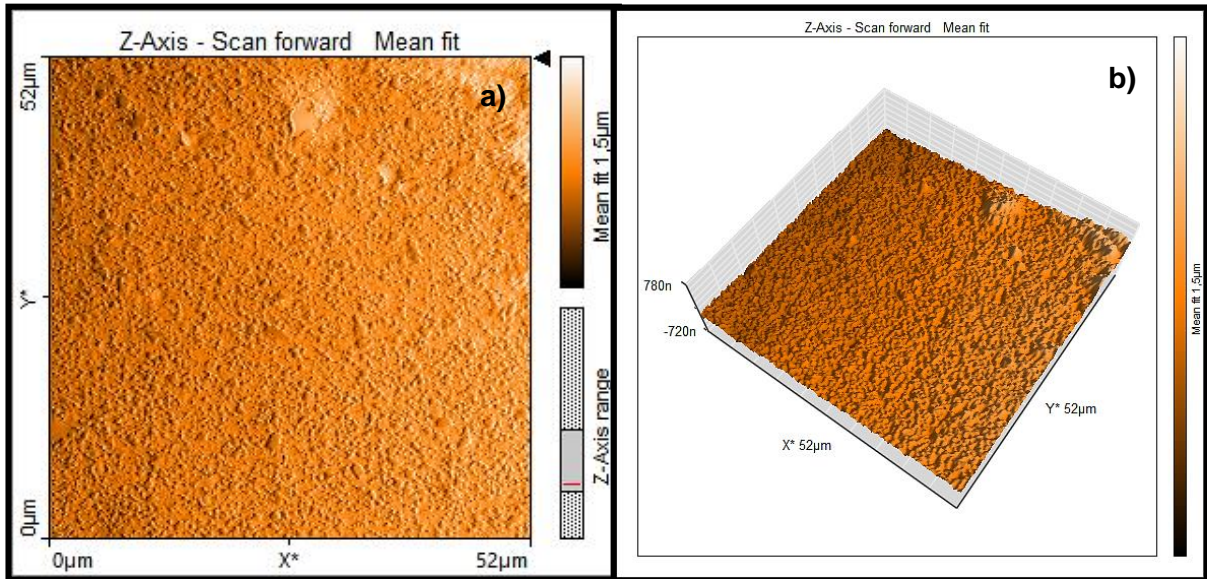 Z-Axis - Scan forward Mean fit
a)
52µm
Y*
0µm
0µm
X*
52µm
Mean fit 1,5µm
Z-Axis range
Z-Axis - Scan forward Mean fit
b)
780n
-720n
X* 52µm
Y* 52µm
Mean fit 1,5µm